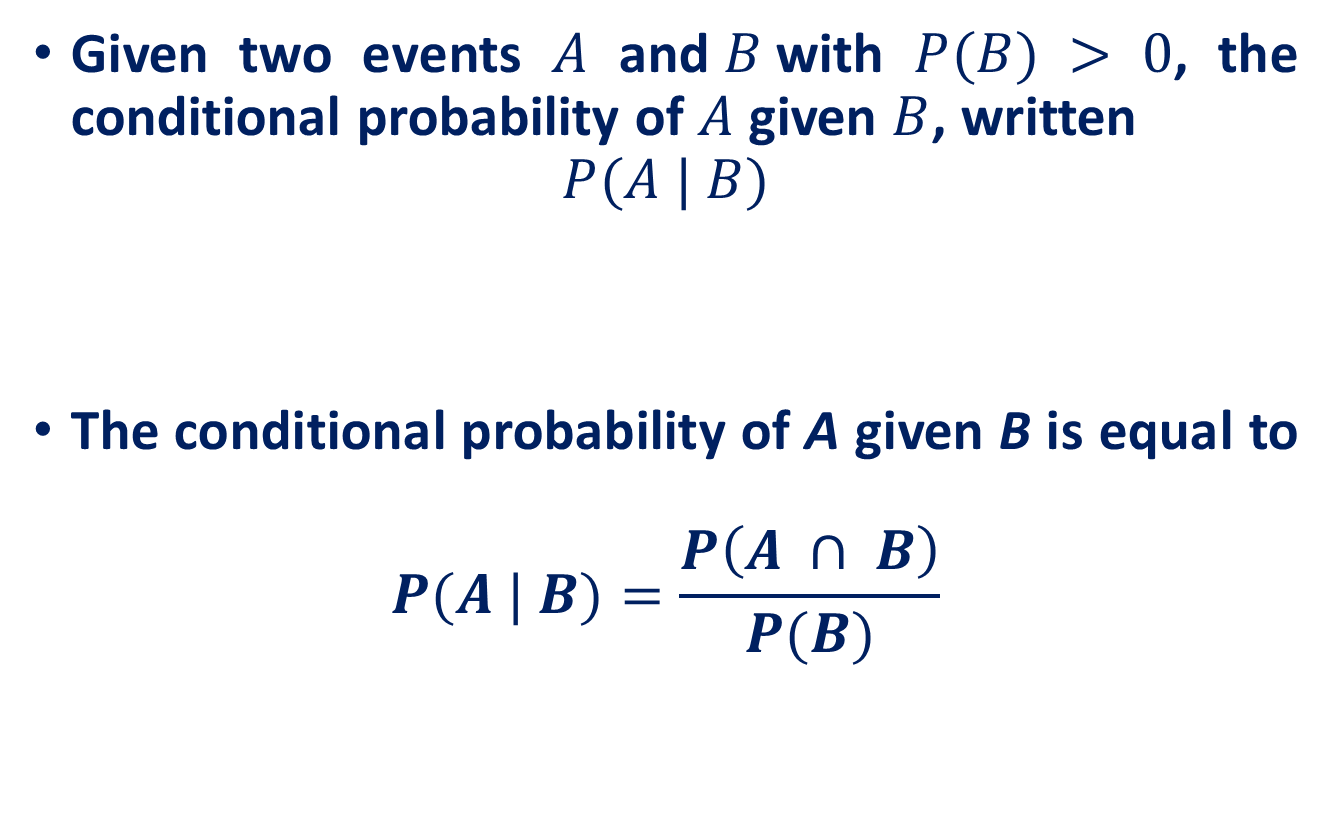 • Given two events A and B with P(B) > 0, the
conditional probability of A given B, written
P(A | B)
• The conditional probability of A given B is equal to
P(A | B) = P(A ∩ B) / P(B)